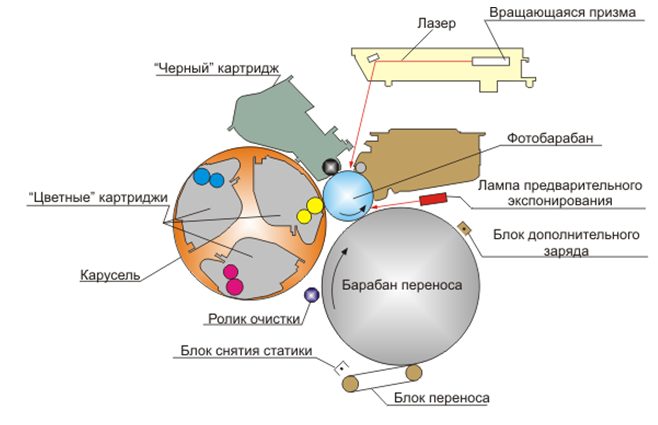 Вращающаяся призма
Лазер
"Черный" картридж
Фотобарабан
Лампа предварительного
экспонирования
"Цветные" картриджи
Блок дополнительного
заряда
Карусель
Барабан переноса
Ролик очистки
Блок снятия статики
Блок переноса